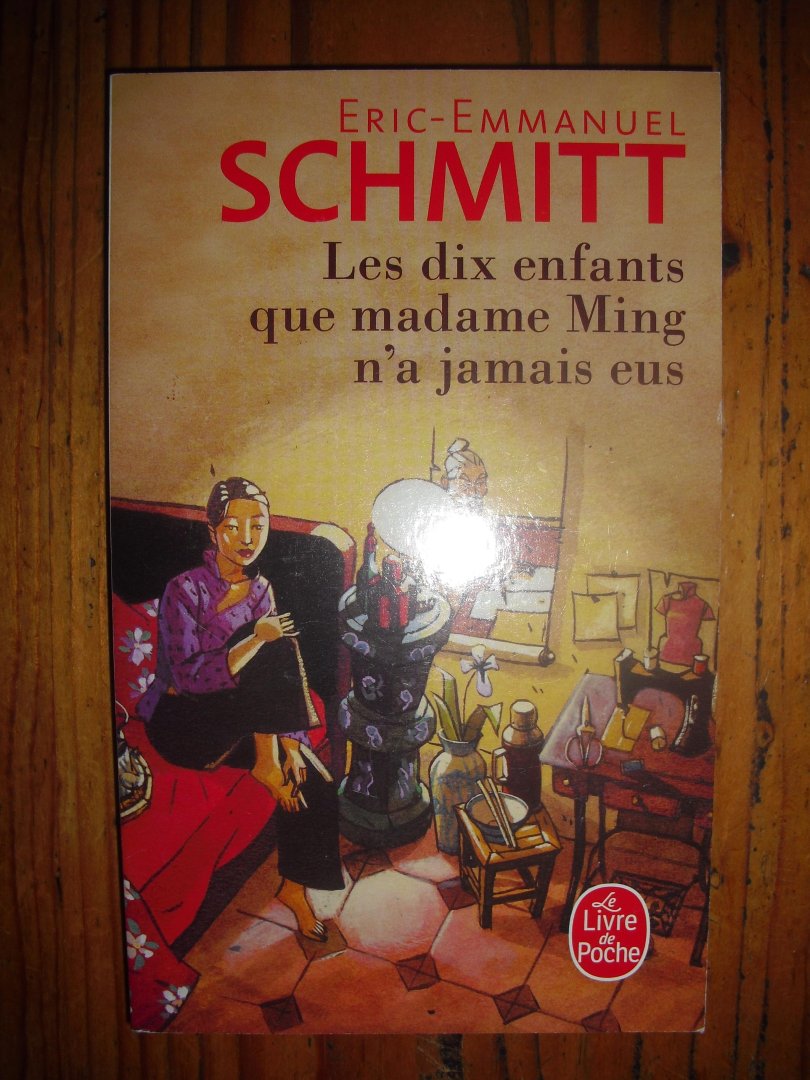 ERIC-EMMANUEL
SCHMITT
Les dix enfants
que madame Ming
n'a jamais eus
Le
Livre
de
Poche